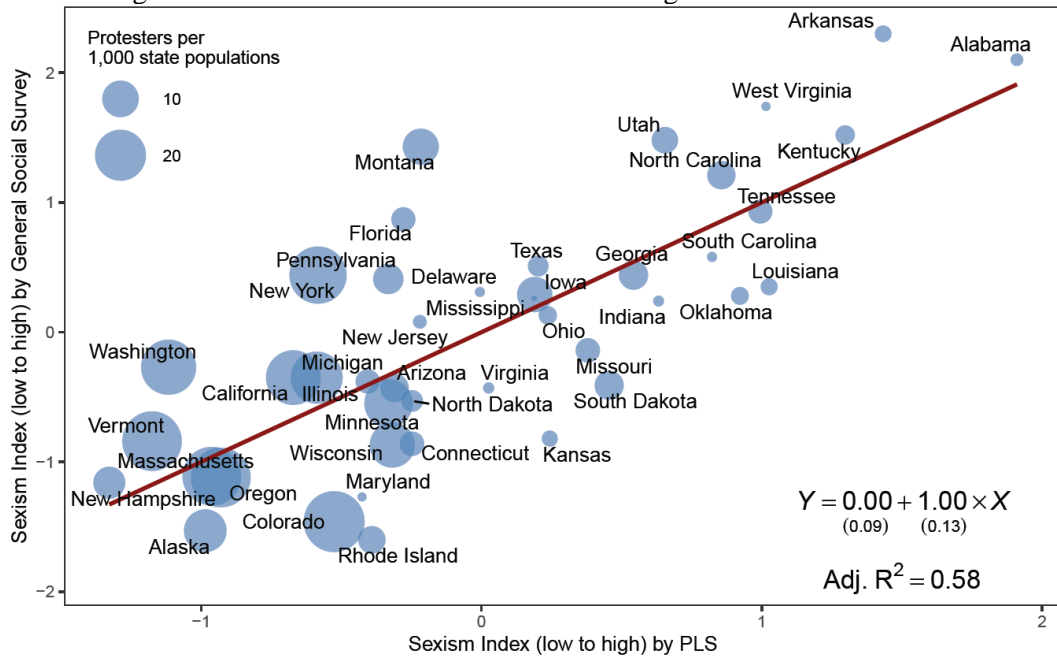 Protesters per
1,000 state populations
10
20
Arkansas
Alabama
West Virginia
Utah
Kentucky
North Carolina
Montana
Tennessee
Florida
South Carolina
Texas
Georgia
Pennsylvania
Louisiana
New York
Delaware
Iowa
Mississippi
Indiana
Oklahoma
New Jersey
Ohio
Washington
Michigan
Missouri
California
Illinois
Arizona
Virginia
North Dakota
South Dakota
Vermont
Minnesota
Wisconsin
Connecticut
Kansas
Massachusetts
Maryland
New Hampshire
Oregon
Colorado
Alaska
Rhode Island
Y = 0.00 + 1.00 × X
(0.09) (0.13)
Adj. R² = 0.58
2
1
0
−1
−2
−1
0
1
2
Sexism Index (low to high) by General Social Survey
Sexism Index (low to high) by PLS